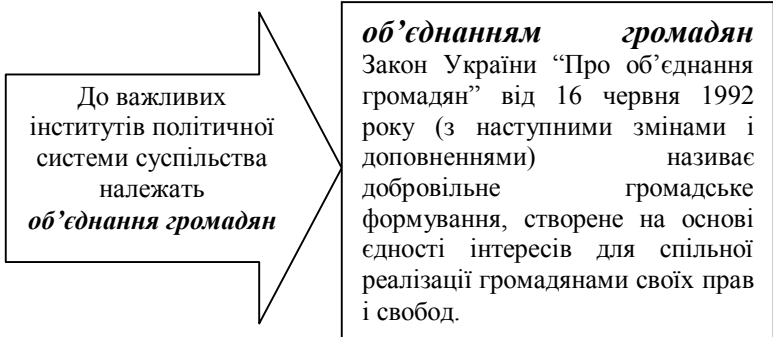 До важливих
інститутів політичної
системи суспільства
належать
об’єднання громадян
об’єднанням громадян
Закон України “Про об’єднання
громадян” від 16 червня 1992
року (з наступними змінами і
доповненнями) називає
добровільне громадське
формування, створене на основі
єдності інтересів для спільної
реалізації громадянами своїх прав
і свобод.